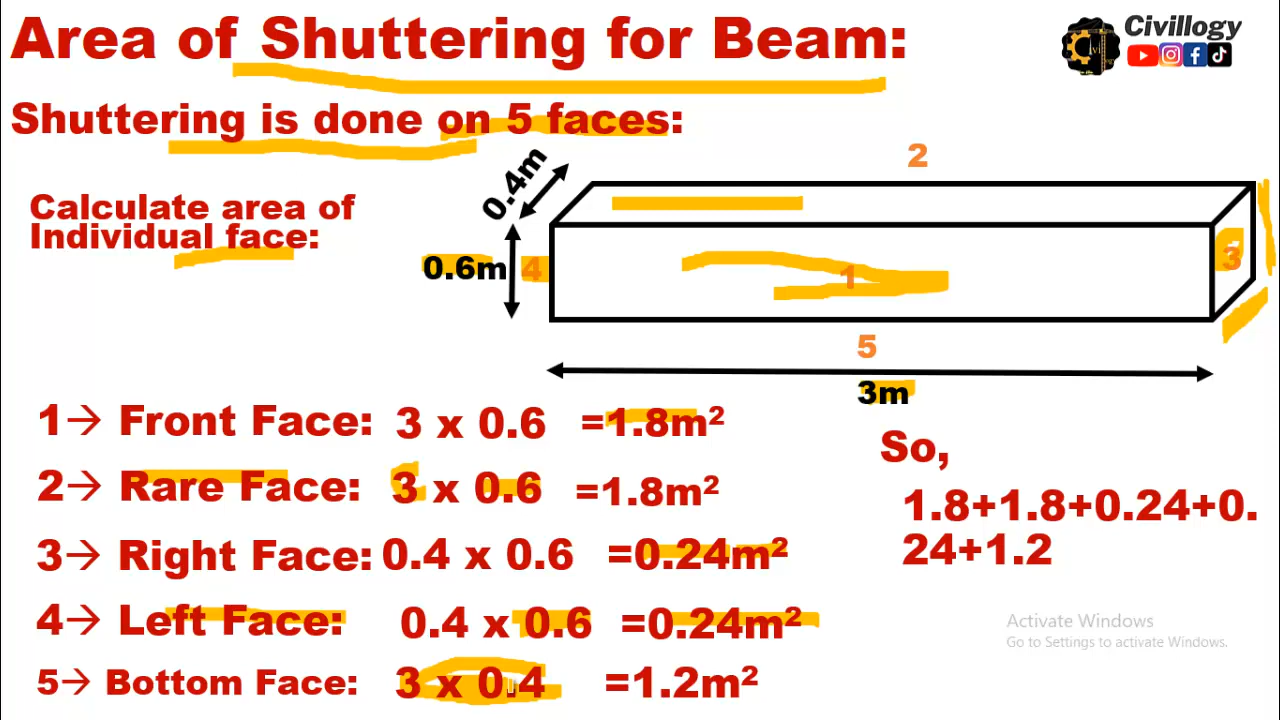 Area of Shuttering for Beam:
Civillogy
Shuttering is done on 5 faces:
Calculate area of
Individual face:
2
0.4m
0.6m
4
1
3
5
3m
1→ Front Face: 3 x 0.6 =1.8m²
2→ Rare Face: 3 x 0.6 =1.8m²
3→ Right Face: 0.4 x 0.6 =0.24m²
4→ Left Face: 0.4 x 0.6 =0.24m²
5→ Bottom Face: 3 x 0.4 =1.2m²
So,
1.8+1.8+0.24+0.
24+1.2
Activate Windows
Go to Settings to activate Windows.